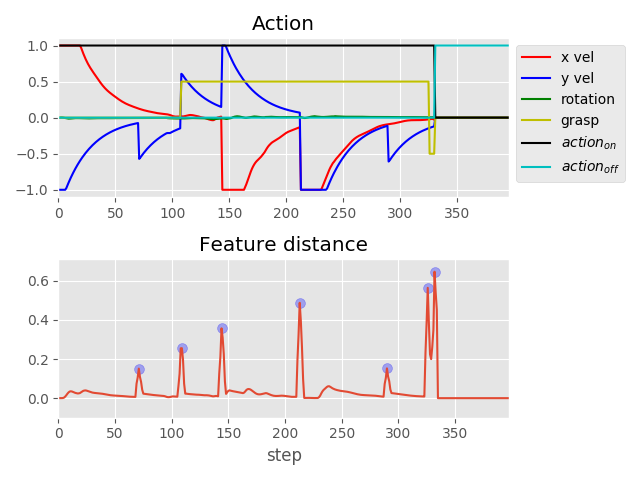 Action
1.0
0.5
0.0
−0.5
−1.0
0 50 100 150 200 250 300 350
x vel
y vel
rotation
grasp
action_on
action_off
Feature distance
0.6
0.4
0.2
0.0
0 50 100 150 200 250 300 350
step